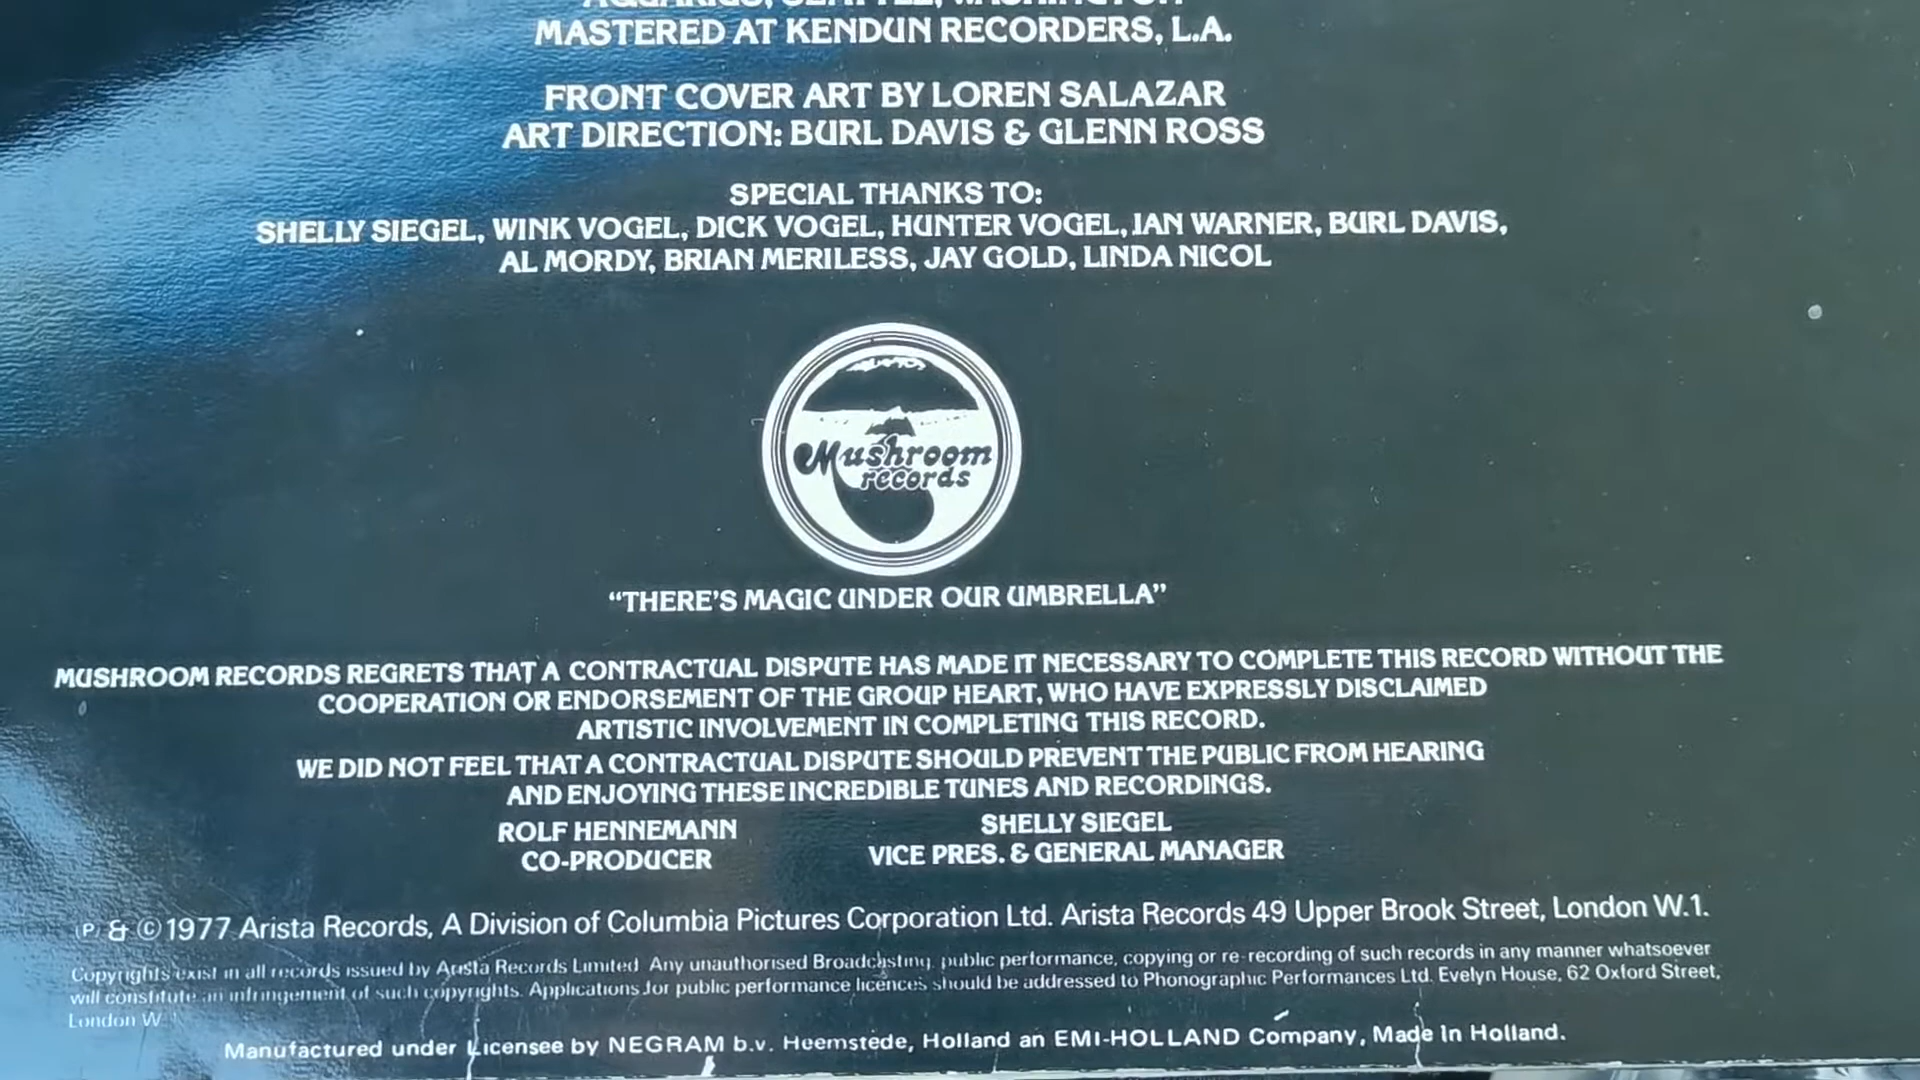 AQUARIUS, SEATTLE, WASHINGTON
MASTERED AT KENDUN RECORDERS, L.A.
FRONT COVER ART BY LOREN SALAZAR
ART DIRECTION: BURL DAVIS & GLENN ROSS
SPECIAL THANKS TO:
SHELLY SIEGEL, WINK VOGEL, DICK VOGEL, HUNTER VOGEL, IAN WARNER, BURL DAVIS,
AL MORDY, BRIAN MERILESS, JAY GOLD, LINDA NICOL
Mushroom
records
“THERE’S MAGIC UNDER OUR UMBRELLA”
MUSHROOM RECORDS REGRETS THAT A CONTRACTUAL DISPUTE HAS MADE IT NECESSARY TO COMPLETE THIS RECORD WITHOUT THE
COOPERATION OR ENDORSEMENT OF THE GROUP HEART, WHO HAVE EXPRESSLY DISCLAIMED
ARTISTIC INVOLVEMENT IN COMPLETING THIS RECORD.
WE DID NOT FEEL THAT A CONTRACTUAL DISPUTE SHOULD PREVENT THE PUBLIC FROM HEARING
AND ENJOYING THESE INCREDIBLE TUNES AND RECORDINGS.
ROLF HENNEMANN SHELLY SIEGEL
CO-PRODUCER VICE PRES. & GENERAL MANAGER
℗ & © 1977 Arista Records, A Division of Columbia Pictures Corporation Ltd. Arista Records 49 Upper Brook Street, London W.1.
Copyrights exist in all records issued by Arista Records Limited. Any unauthorised Broadcasting, public performance, copying or re-recording of such records in any manner whatsoever
will constitute an infringement of such copyrights. Applications for public performance licences should be addressed to Phonographic Performances Ltd. Evelyn House, 62 Oxford Street,
London W.1
Manufactured under Licensee by NEGRAM b.v. Heemstede, Holland an EMI-HOLLAND Company, Made In Holland.